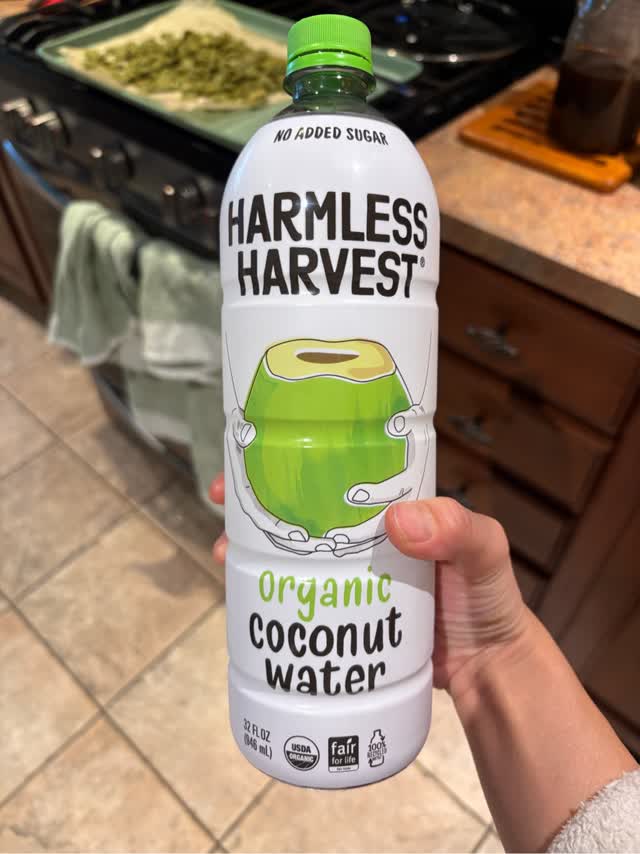 NO ADDED SUGAR
HARMLESS
HARVEST®
organic
coconut
water
32 FL OZ
(946 mL)
USDA
ORGANIC
fair
for life
100%
RECYCLED